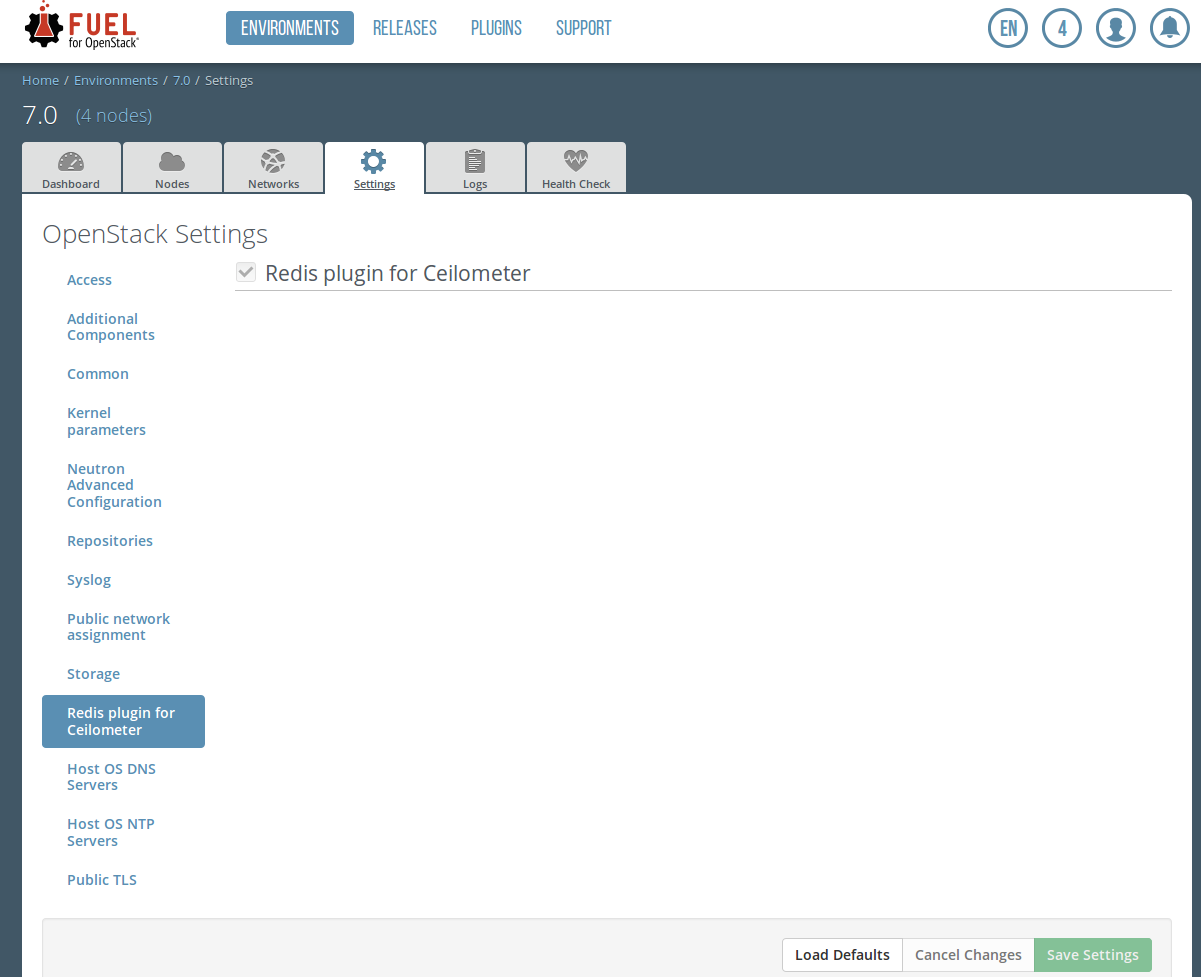 FUEL
for OpenStack
ENVIRONMENTS
RELEASES
PLUGINS
SUPPORT
EN
4
Home / Environments / 7.0 / Settings
7.0 (4 nodes)
Dashboard
Nodes
Networks
Settings
Logs
Health Check
OpenStack Settings
Access
Additional
Components
Common
Kernel
parameters
Neutron
Advanced
Configuration
Repositories
Syslog
Public network
assignment
Storage
Redis plugin for
Ceilometer
Host OS DNS
Servers
Host OS NTP
Servers
Public TLS
Redis plugin for Ceilometer
Load Defaults
Cancel Changes
Save Settings